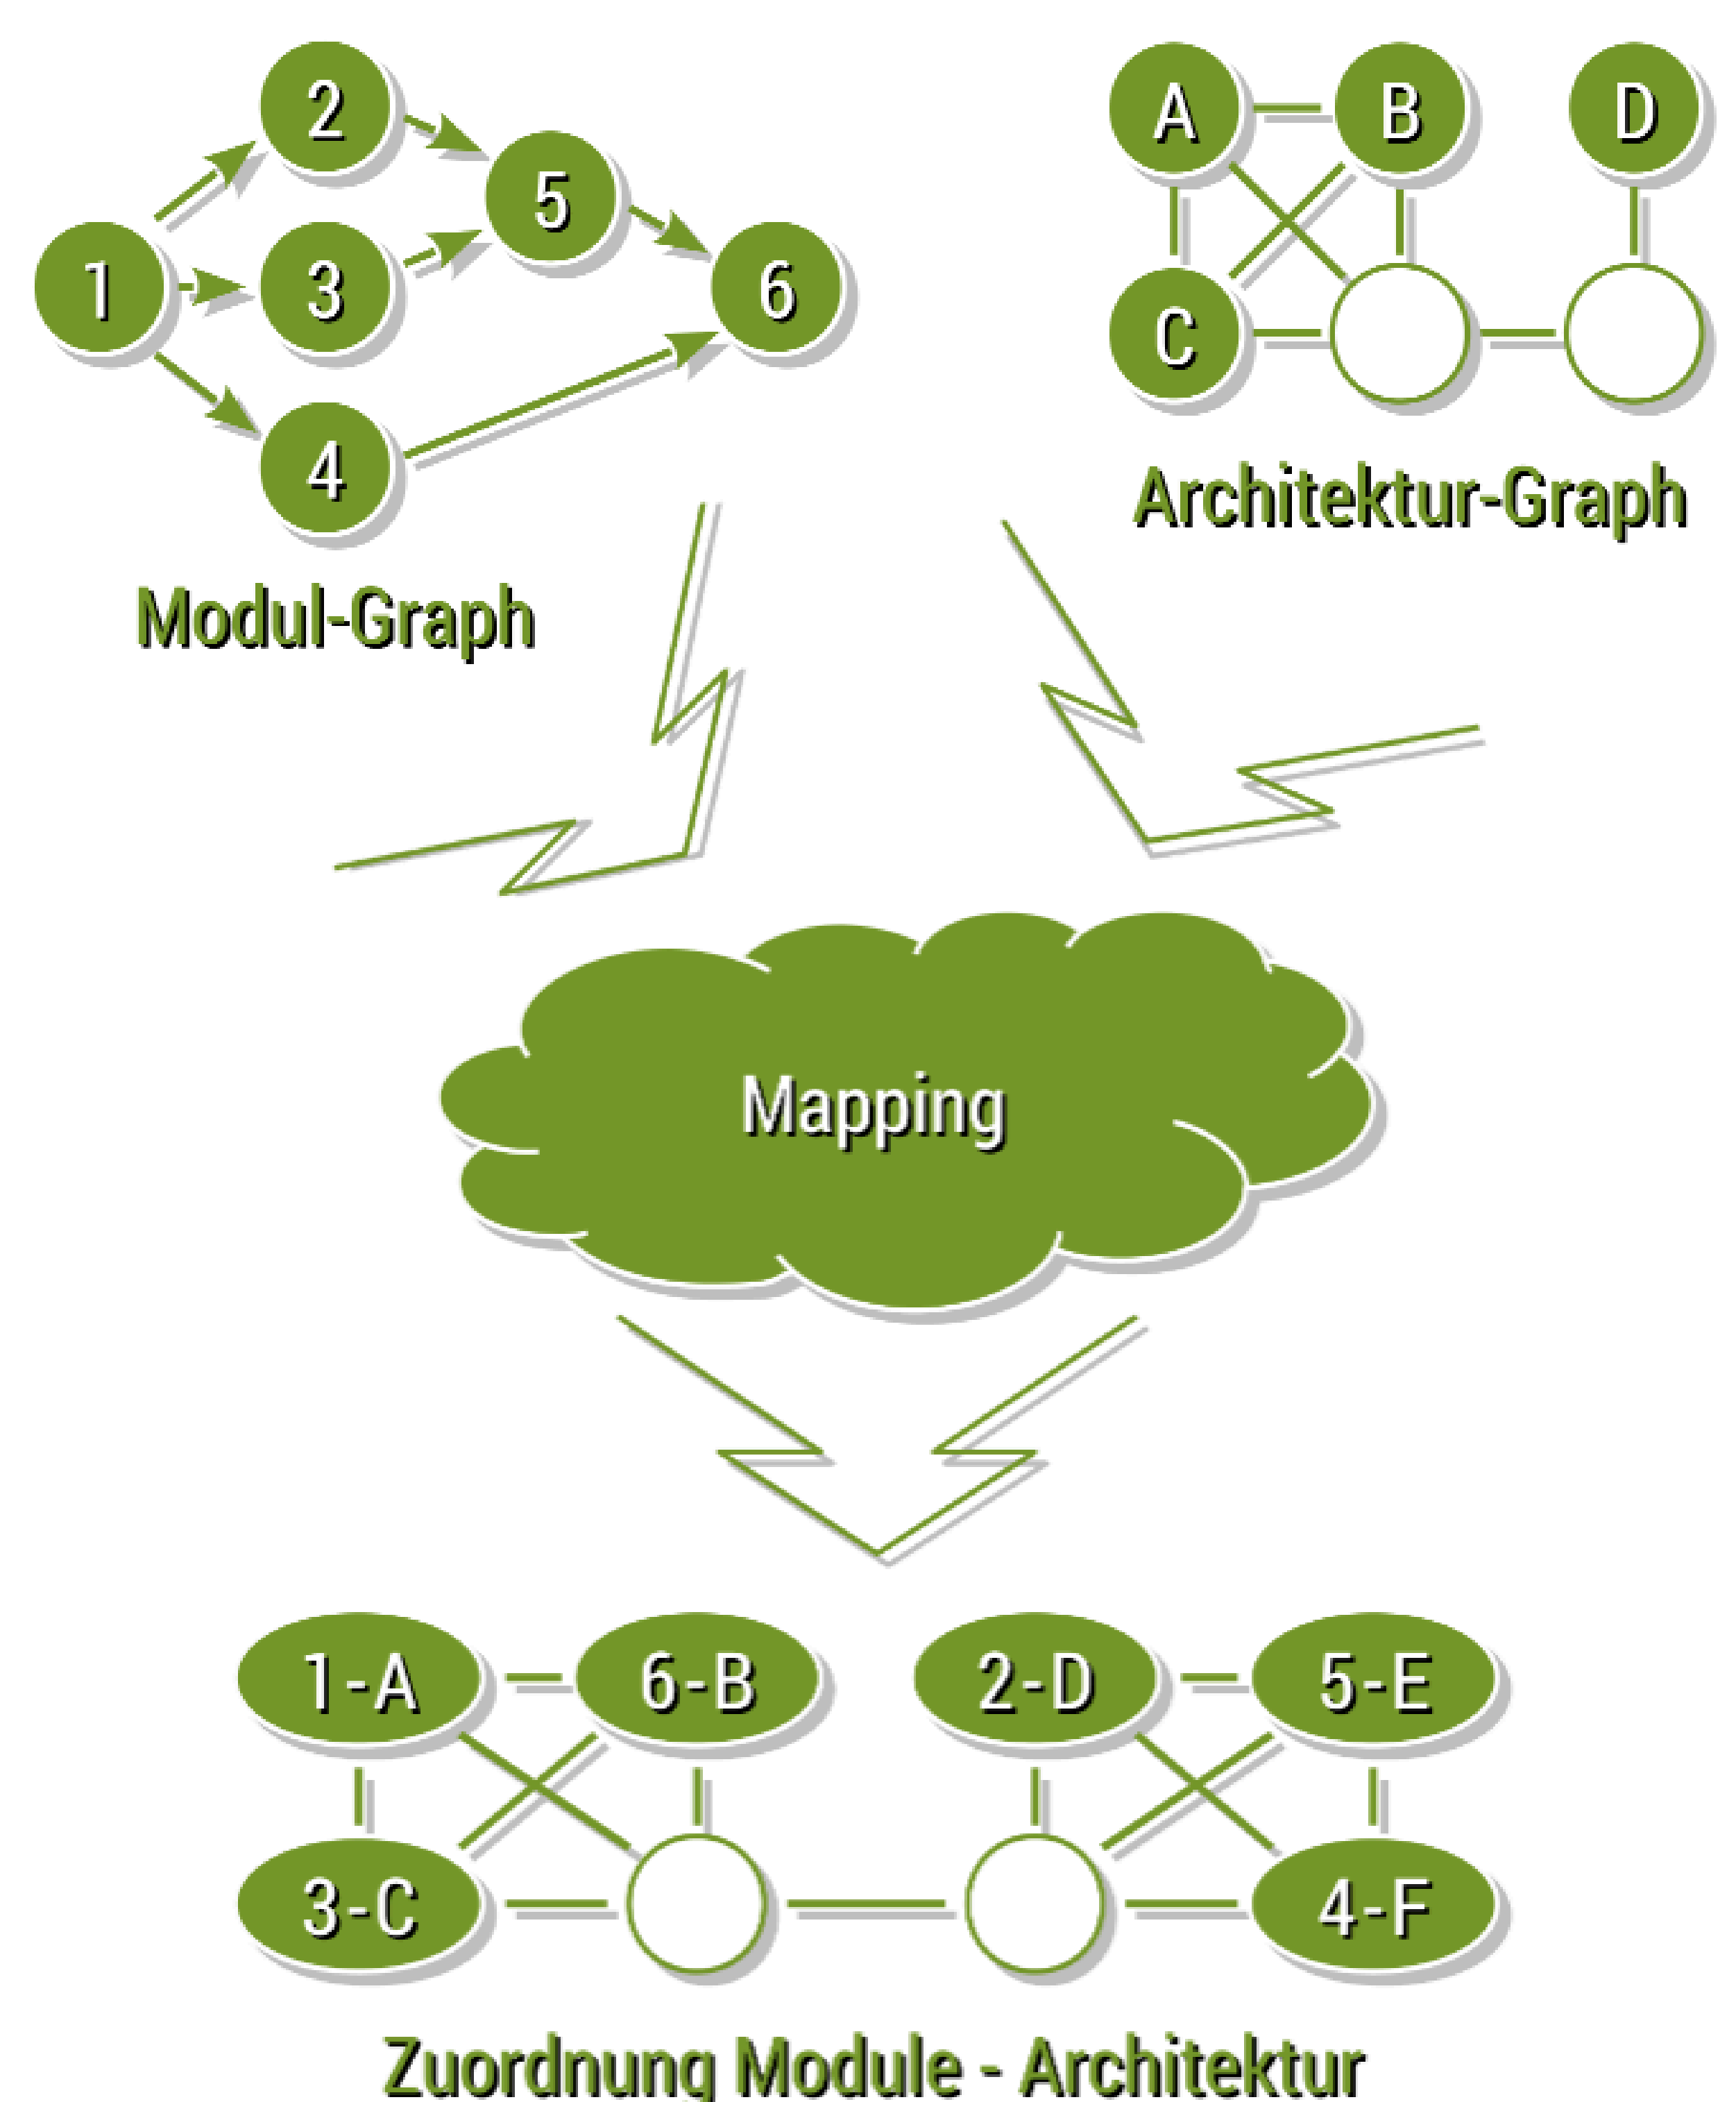 2
5
1
3
6
4
Modul-Graph
A
B
D
C
Architektur-Graph
Mapping
1-A
6-B
2-D
5-E
3-C
4-F
Zuordnung Module - Architektur